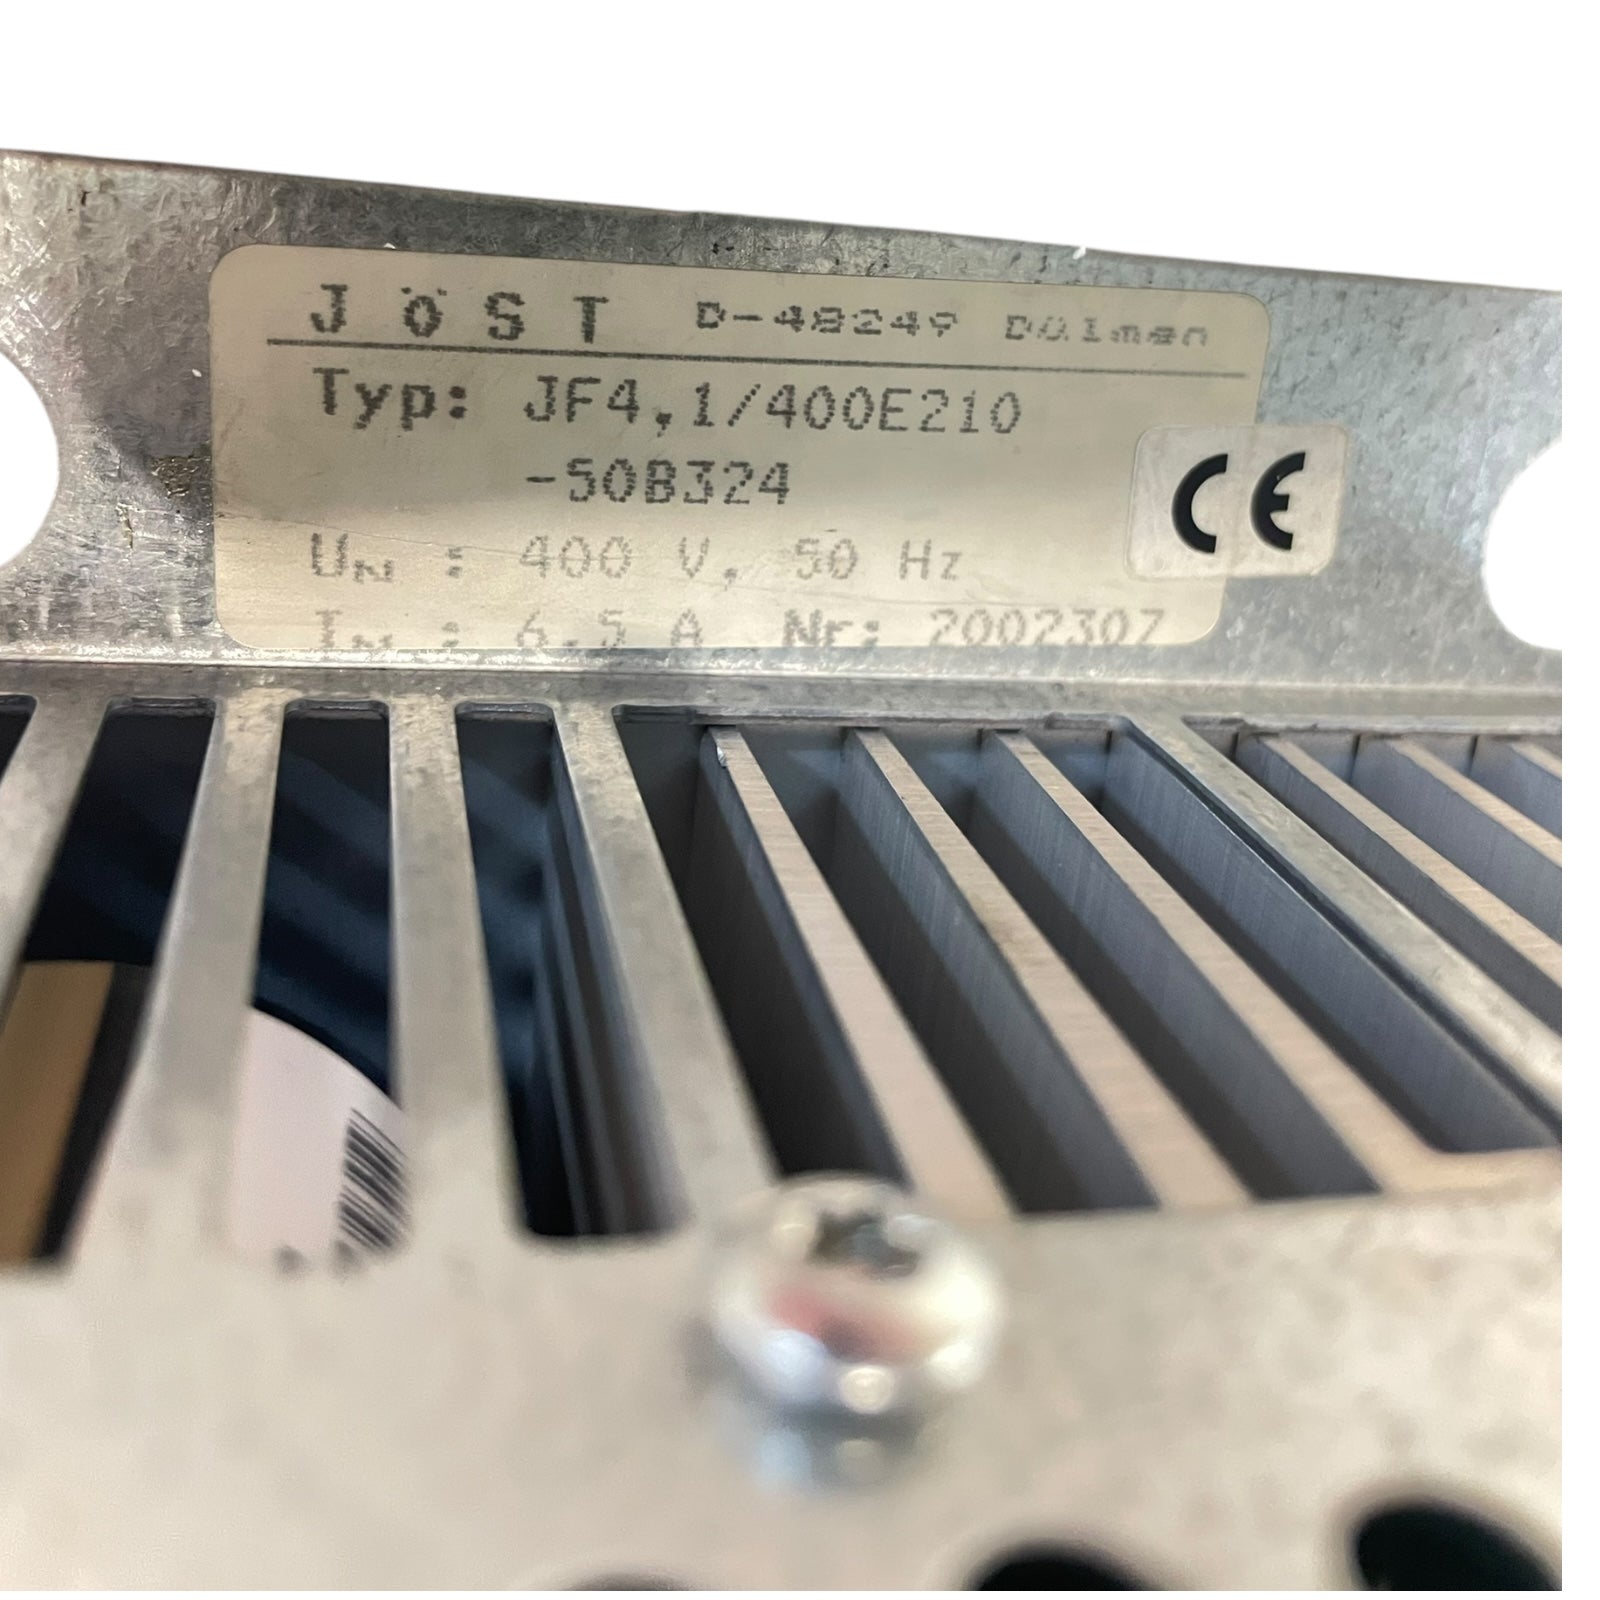 JöST D-48249 Dülmen
Typ: JF4,1/400E210
-50B324
CE
UN : 400 V, 50 Hz
IN : 6.5 A Nr: 2002307